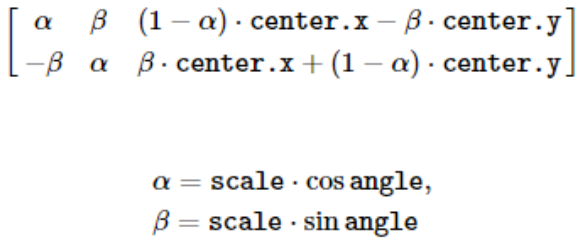 α β (1 − α) · center.x − β · center.y
−β α β · center.x + (1 − α) · center.y
α = scale · cos angle,
β = scale · sin angle